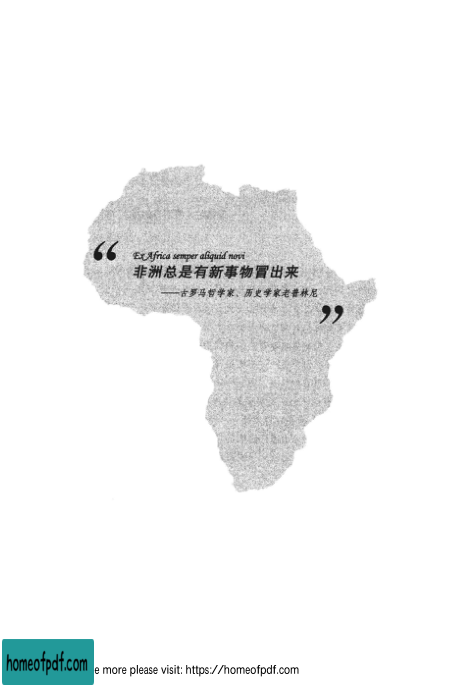 “
Ex Africa semper aliquid novi
非洲总是有新事物冒出来
——古罗马哲学家、历史学家老普林尼
”
homeofpdf.com
e more please visit: https://homeofpdf.com